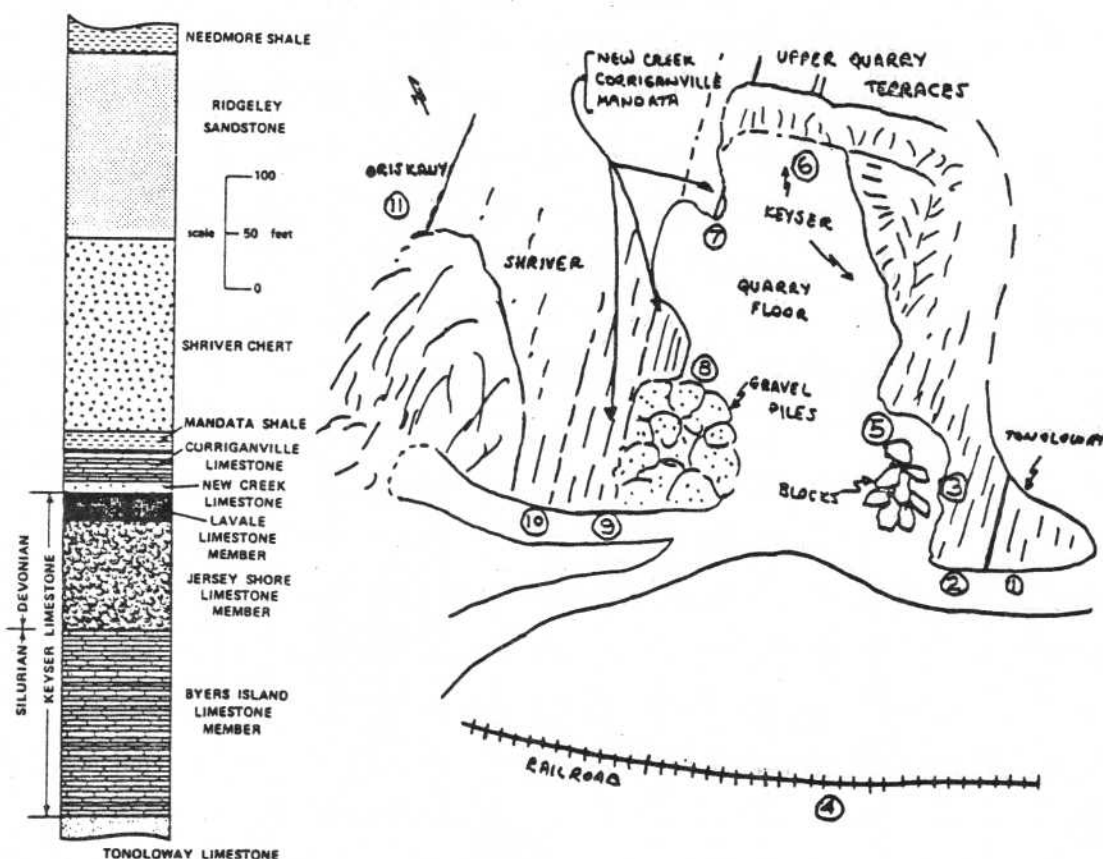 NEEDMORE SHALE
RIDGELEY
SANDSTONE
100
scale
50 feet
0
SHRIVER CHERT
MANDATA SHALE
CURRIGANVILLE
LIMESTONE
NEW CREEK
LIMESTONE
LAVALE
LIMESTONE
MEMBER
JERSEY SHORE
LIMESTONE
MEMBER
BYERS ISLAND
LIMESTONE
MEMBER
TONOLOWAY LIMESTONE
SILURIAN
DEVONIAN
KEYSER LIMESTONE
NEW CREEK
CORRIGANVILLE
MANDATA
UPPER QUARRY
TERRACES
ORISKANY
11
6
KEYSER
7
SHRIVER
QUARRY
FLOOR
8
GRAVEL
PILES
5
TONOLOWAY
BLOCKS
3
10
9
2
1
RAILROAD
4